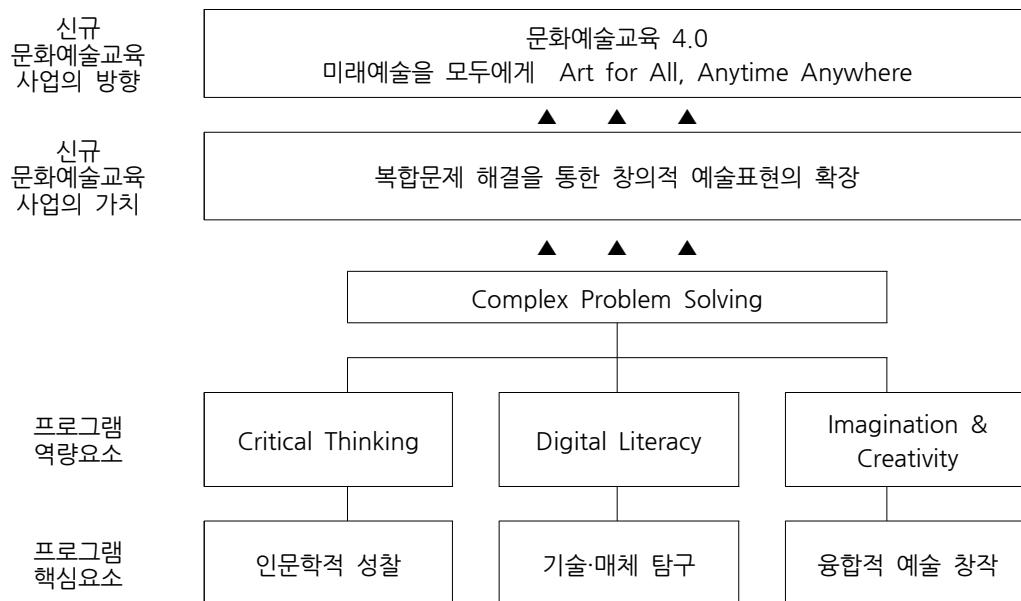 신규
문화예술교육
사업의 방향
문화예술교육 4.0
미래예술을 모두에게 Art for All, Anytime Anywhere
▲ ▲ ▲
신규
문화예술교육
사업의 가치
복합문제 해결을 통한 창의적 예술표현의 확장
▲ ▲ ▲
Complex Problem Solving
프로그램
역량요소
Critical Thinking
Digital Literacy
Imagination &
Creativity
프로그램
핵심요소
인문학적 성찰
기술·매체 탐구
융합적 예술 창작